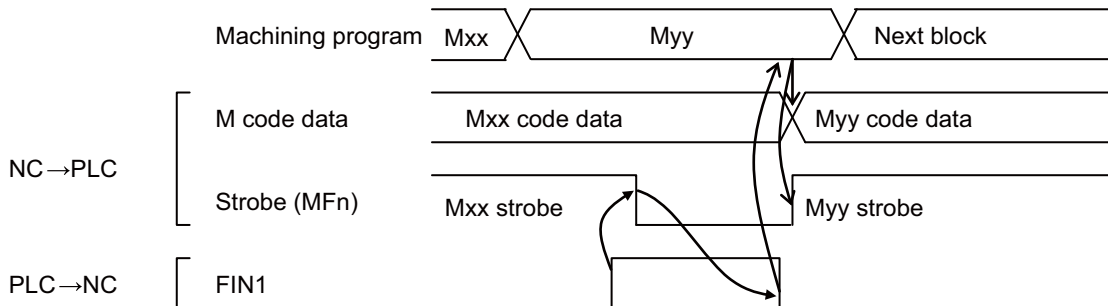 Machining program Mxx Myy Next block
M code data Mxx code data Myy code data
NC→PLC
Strobe (MFn) Mxx strobe Myy strobe
PLC→NC FIN1